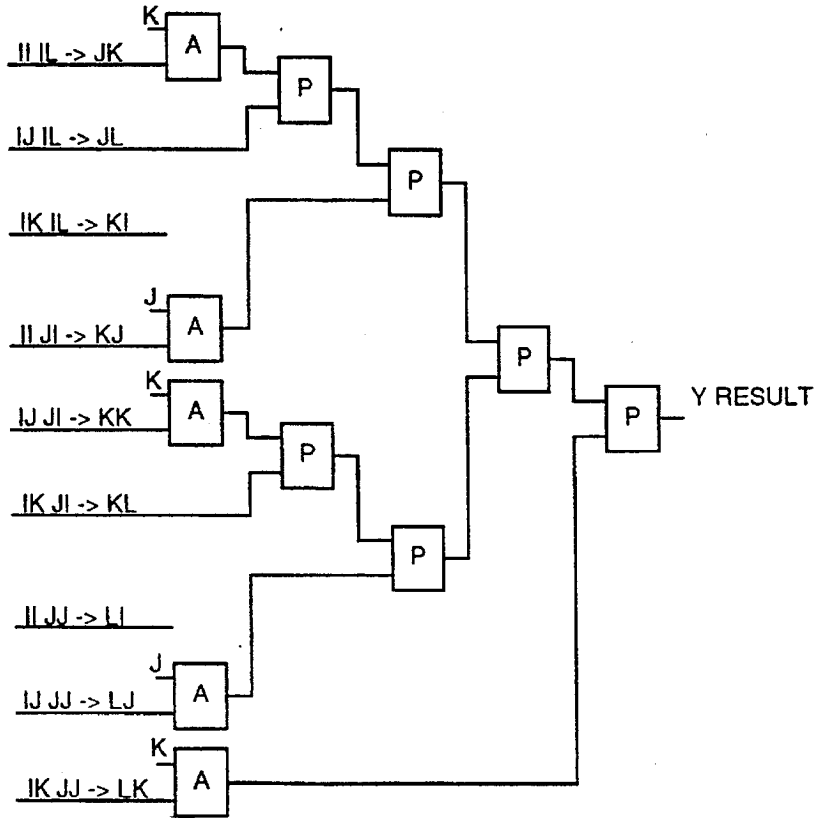 K
A
II IL -> JK
P
IJ IL -> JL
P
IK IL -> KI
J
A
II JI -> KJ
P
K
A
IJ JI -> KK
P
Y RESULT
P
IK JI -> KL
P
II JJ -> LI
J
A
IJ JJ -> LJ
K
A
IK JJ -> LK